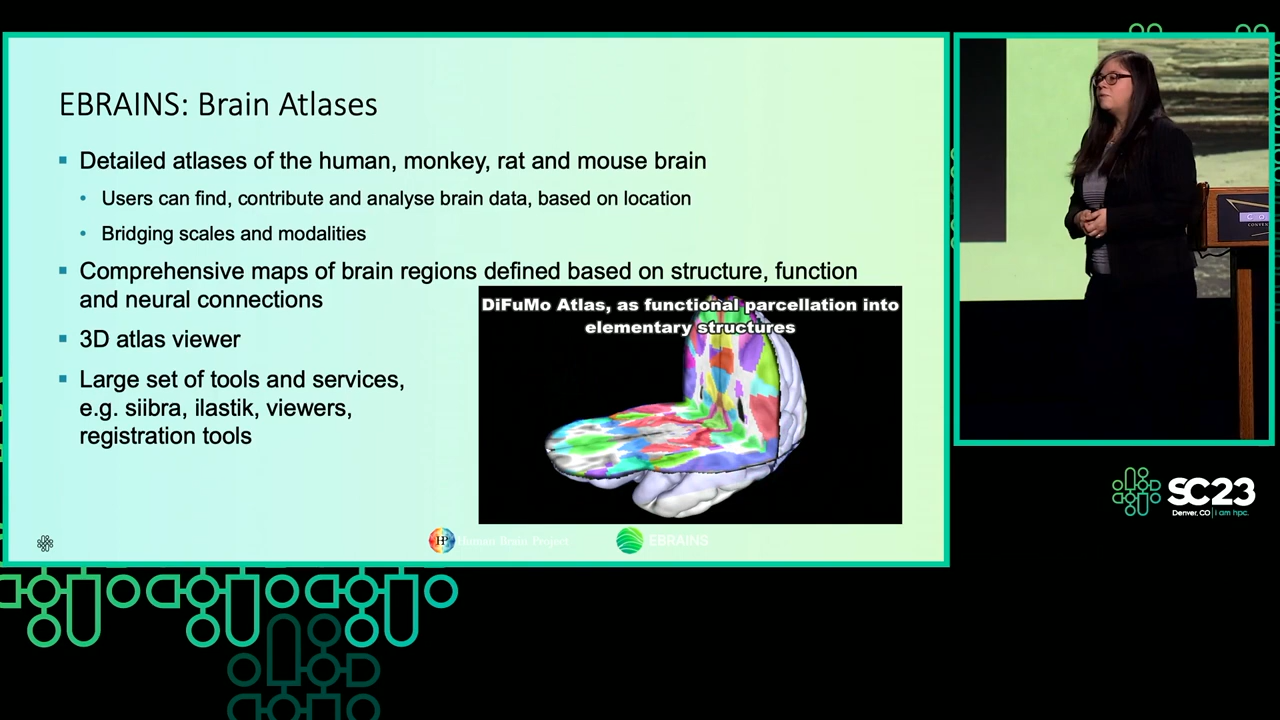 EBRAINS: Brain Atlases
Detailed atlases of the human, monkey, rat and mouse brain
Users can find, contribute and analyse brain data, based on location
Bridging scales and modalities
Comprehensive maps of brain regions defined based on structure, function
and neural connections
3D atlas viewer
Large set of tools and services,
e.g. siibra, ilastik, viewers,
registration tools
DiFuMo Atlas, as functional parcellation into
elementary structures
HP Human Brain Project
EBRAINS
SC23
Denver, CO | i am hpc.